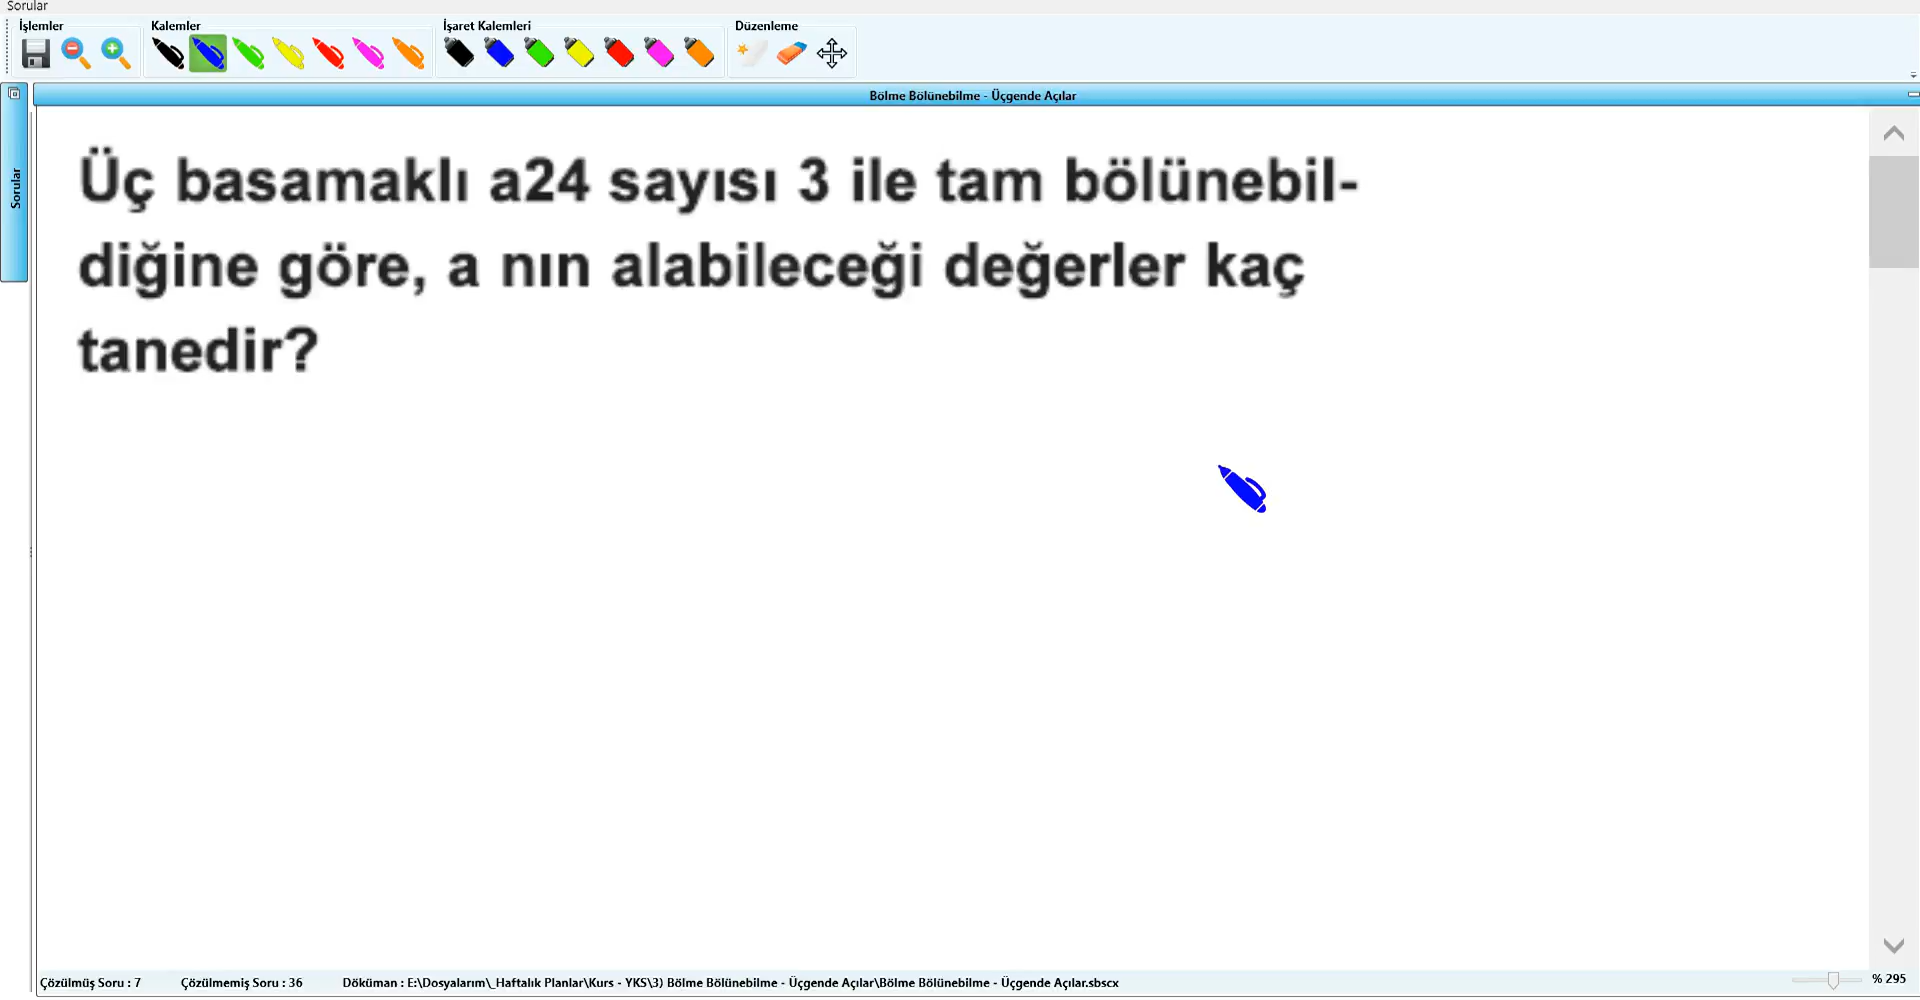 Sorular
İşlemler
Kalemler
İşaret Kalemleri
Düzenleme
Sorular
Bölme Bölünebilme - Üçgende Açılar
Üç basamaklı a24 sayısı 3 ile tam bölünebil-
diğine göre, a nın alabileceği değerler kaç
tanedir?
Çözülmüş Soru : 7 Çözülmemiş Soru : 36 Döküman : E:\Dosyalarım\_Haftalık Planlar\Kurs - YKS\3) Bölme Bölünebilme - Üçgende Açılar\Bölme Bölünebilme - Üçgende Açılar.sbscx % 295